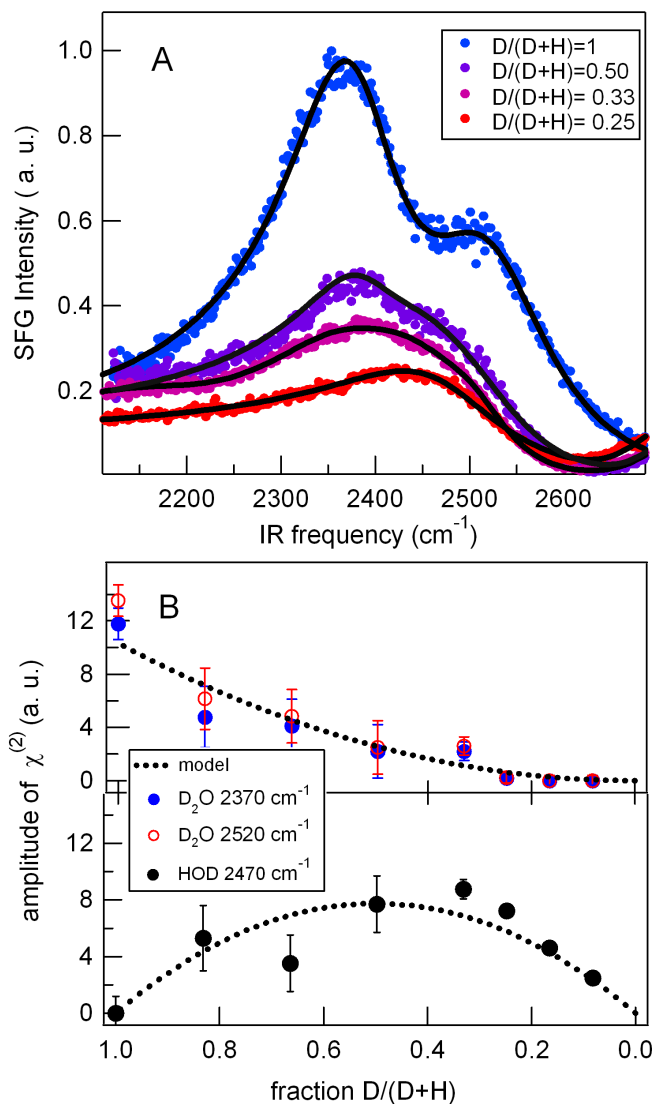 A
D/(D+H)=1
D/(D+H)=0.50
D/(D+H)= 0.33
D/(D+H)= 0.25
SFG Intensity ( a. u.)
1.0
0.8
0.6
0.4
0.2
2200 2300 2400 2500 2600
IR frequency (cm⁻¹)
B
amplitude of χ⁽²⁾ (a. u.)
12
8
4
0
model
D₂O 2370 cm⁻¹
D₂O 2520 cm⁻¹
HOD 2470 cm⁻¹
12
8
4
0
1.0 0.8 0.6 0.4 0.2 0.0
fraction D/(D+H)